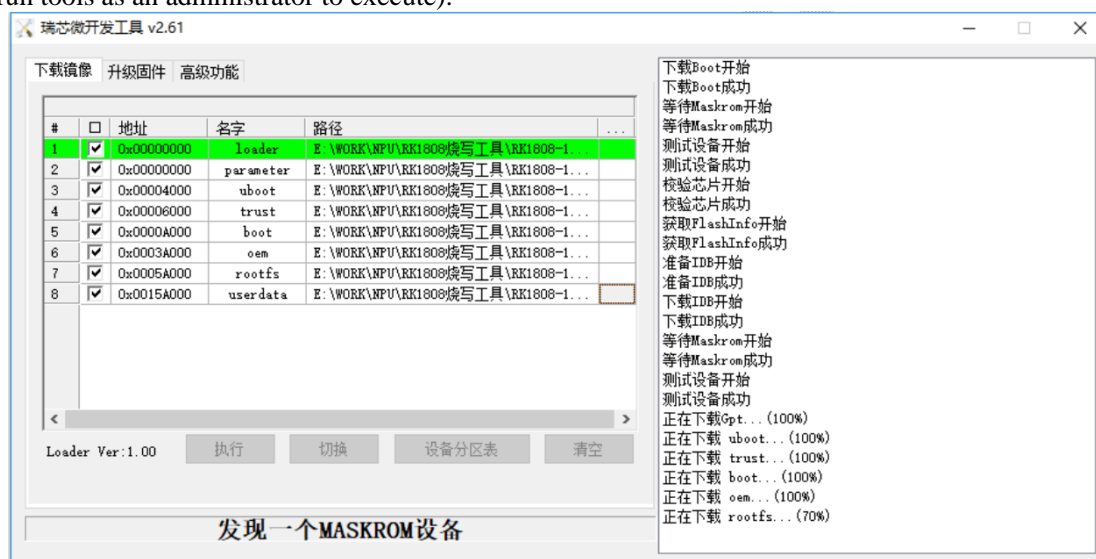 run tools as an administrator to execute).
瑞芯微开发工具 v2.61
下载镜像 升级固件 高级功能
# 地址 名字 路径 ...
1 0x00000000 loader E:\WORK\NPU\RK1808烧写工具\RK1808-1...
2 0x00000000 parameter E:\WORK\NPU\RK1808烧写工具\RK1808-1...
3 0x00004000 uboot E:\WORK\NPU\RK1808烧写工具\RK1808-1...
4 0x00006000 trust E:\WORK\NPU\RK1808烧写工具\RK1808-1...
5 0x0000A000 boot E:\WORK\NPU\RK1808烧写工具\RK1808-1...
6 0x0003A000 oem E:\WORK\NPU\RK1808烧写工具\RK1808-1...
7 0x0005A000 rootfs E:\WORK\NPU\RK1808烧写工具\RK1808-1...
8 0x0015A000 userdata E:\WORK\NPU\RK1808烧写工具\RK1808-1...
Loader Ver:1.00 执行 切换 设备分区表 清空
发现一个MASKROM设备
下载Boot开始
下载Boot成功
等待Maskrom开始
等待Maskrom成功
测试设备开始
测试设备成功
校验芯片开始
校验芯片成功
获取FlashInfo开始
获取FlashInfo成功
准备IDB开始
准备IDB成功
下载IDB开始
下载IDB成功
等待Maskrom开始
等待Maskrom成功
测试设备开始
测试设备成功
正在下载Gpt...(100%)
正在下载 uboot...(100%)
正在下载 trust...(100%)
正在下载 boot...(100%)
正在下载 oem...(100%)
正在下载 rootfs...(70%)